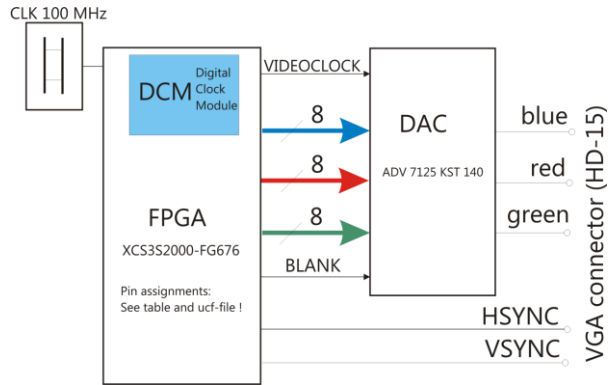 CLK 100 MHz
DCM
Digital
Clock
Module
VIDEOCLOCK
8
8
8
BLANK
FPGA
XCS3S2000-FG676
Pin assignments:
See table and ucf-file !
DAC
ADV 7125 KST 140
blue
red
green
HSYNC
VSYNC
VGA connector (HD-15)